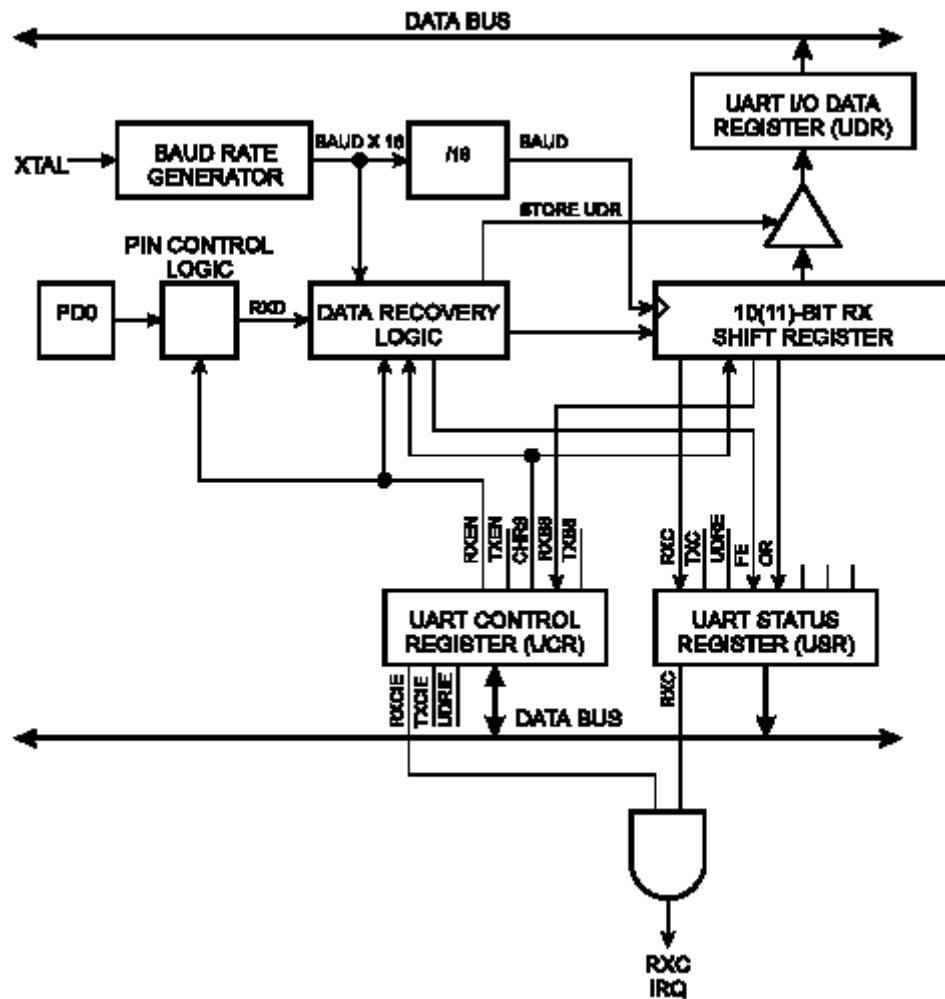 DATA BUS
UART I/O DATA
REGISTER (UDR)
BAUD RATE
GENERATOR
XTAL
BAUD X 16
/16
BAUD
STORE UDR
PIN CONTROL
LOGIC
PD0
RXD
DATA RECOVERY
LOGIC
10(11)-BIT RX
SHIFT REGISTER
RXEN
TXEN
CHR9
RXB8
TXB8
RXC
TXC
UDRE
FE
OR
UART CONTROL
REGISTER (UCR)
UART STATUS
REGISTER (USR)
RXCIE
TXCIE
UDRIE
RXC
DATA BUS
RXC
IRQ